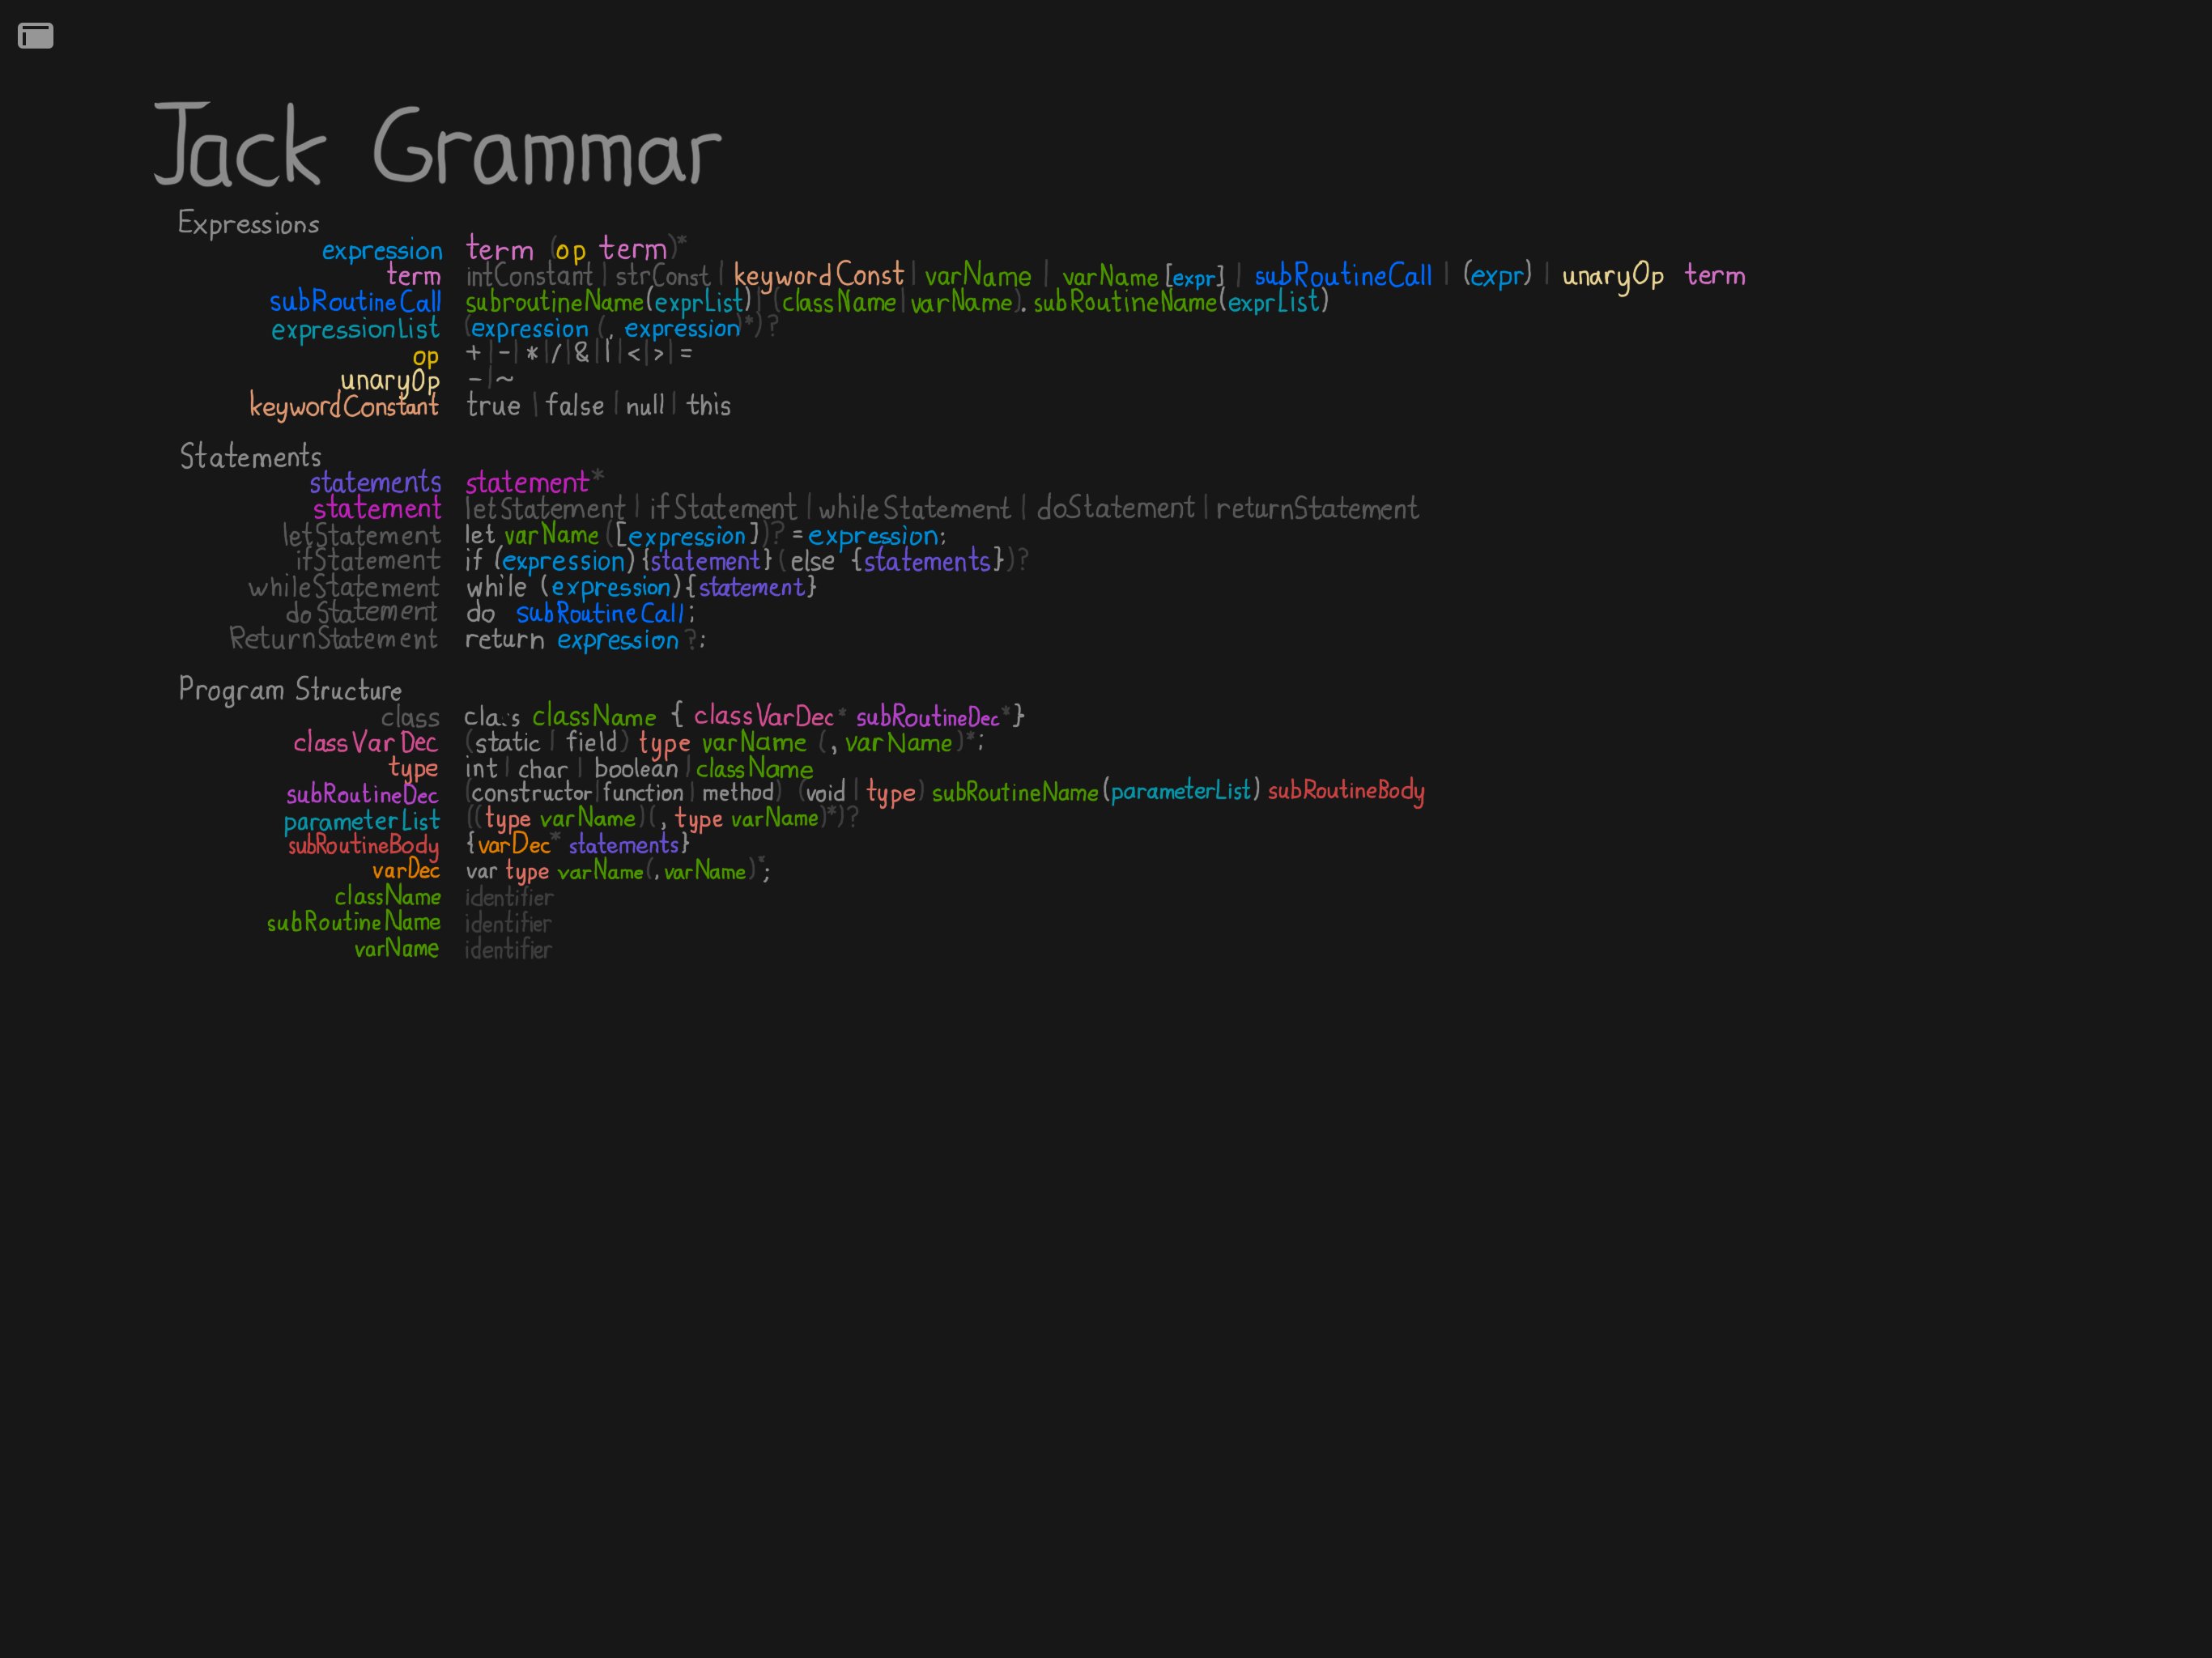 Jack Grammar
Expressions
expression term (op term)*
term intConstant | strConst | keywordConst | varName | varName[expr] | subRoutineCall | (expr) | unaryOp term
subRoutineCall subroutineName(exprList) | (className | varName).subRoutineName(exprList)
expressionList (expression (, expression)*)?
op +|-|*|/|&|||<|>|=
unaryOp -|~
keywordConstant true | false | null | this
Statements
statements statement*
statement letStatement | ifStatement | whileStatement | doStatement | returnStatement
letStatement let varName ([expression])? = expression;
ifStatement if (expression) {statement} (else {statements})?
whileStatement while (expression) {statement}
doStatement do subRoutineCall;
ReturnStatement return expression ?;
Program Structure
class class className { classVarDec* subRoutineDec* }
classVarDec (static | field) type varName (, varName)*;
type int | char | boolean | className
subRoutineDec (constructor | function | method) (void | type) subRoutineName (parameterList) subRoutineBody
parameterList ((type varName)(, type varName)*)?
subRoutineBody {varDec* statements}
varDec var type varName (, varName)*;
className identifier
subRoutineName identifier
varName identifier